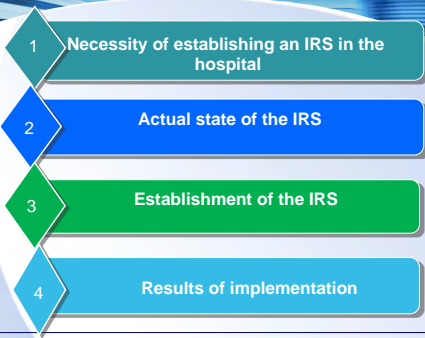 1
Necessity of establishing an IRS in the
hospital
2
Actual state of the IRS
3
Establishment of the IRS
4
Results of implementation